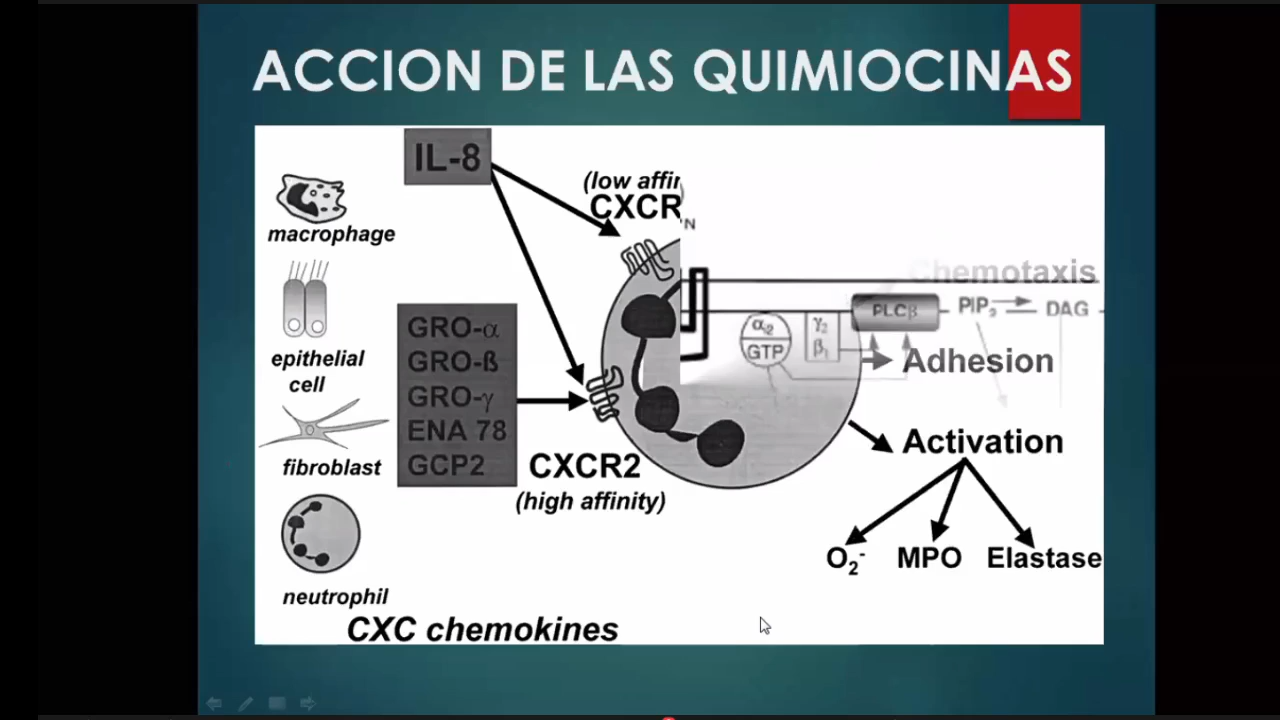 ACCION DE LAS QUIMIOCINAS
IL-8
(low affin
CXCR
N
macrophage
Chemotaxis
GRO-α
GRO-ß
GRO-γ
ENA 78
GCP2
α₂
GTP
γ₂
β₁
PLCβ
PIP₂
DAG
epithelial
cell
Adhesion
fibroblast
CXCR2
(high affinity)
Activation
O₂⁻
MPO
Elastase
neutrophil
CXC chemokines